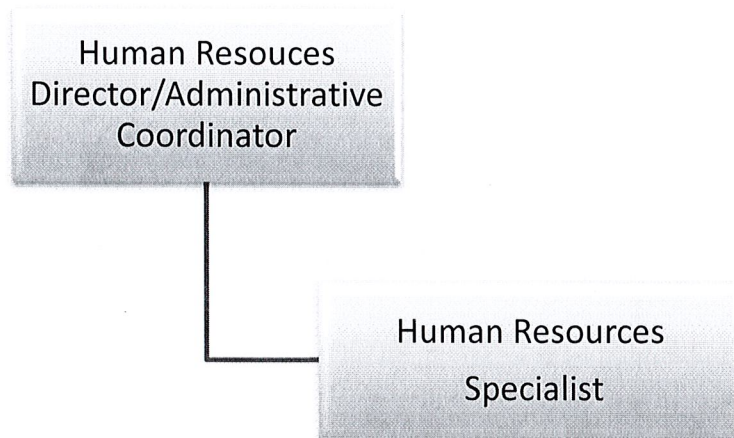 Human Resouces
Director/Administrative
Coordinator
Human Resources
Specialist